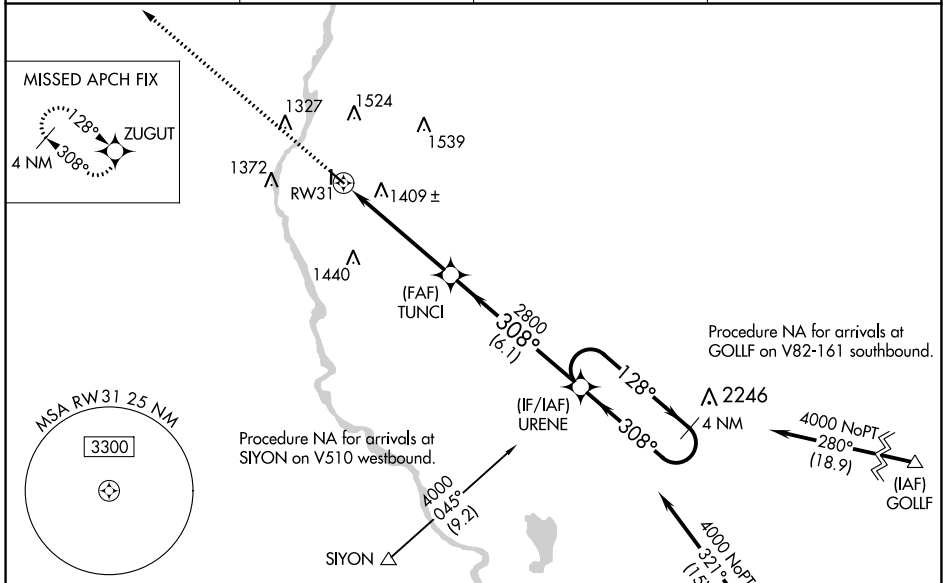 MISSED APCH FIX
128°
ZUGUT
4 NM
308°
1327
1524
1539
1372
RW31
1409 ±
1440
(FAF)
TUNCI
2800
308°
(6.1)
Procedure NA for arrivals at
GOLLF on V82-161 southbound.
128°
2246
(IF/IAF)
URENE
4 NM
308°
4000 NoPT
280°
(18.9)
(IAF)
GOLLF
MSA RW31 25 NM
3300
Procedure NA for arrivals at
SIYON on V510 westbound.
4000
045°
(9.2)
SIYON
4000 NoPT
321°